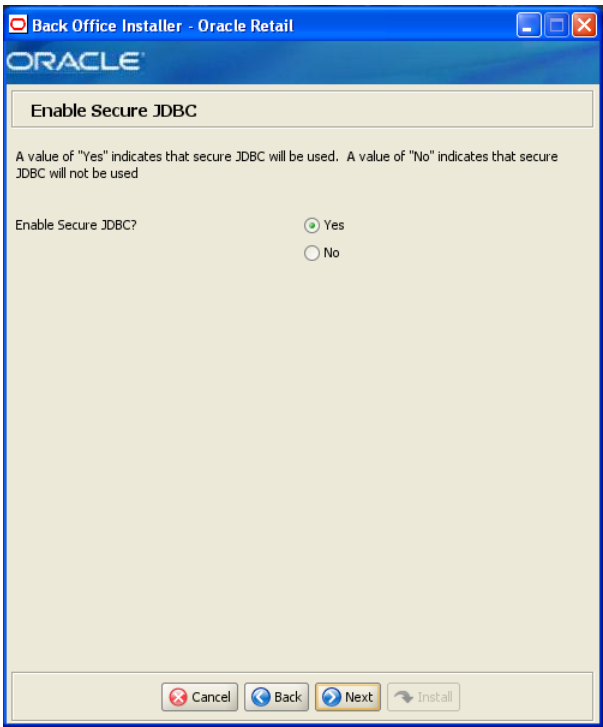 Back Office Installer - Oracle Retail
ORACLE
Enable Secure JDBC
A value of "Yes" indicates that secure JDBC will be used. A value of "No" indicates that secure
JDBC will not be used
Enable Secure JDBC?
Yes
No
Cancel
Back
Next
Install